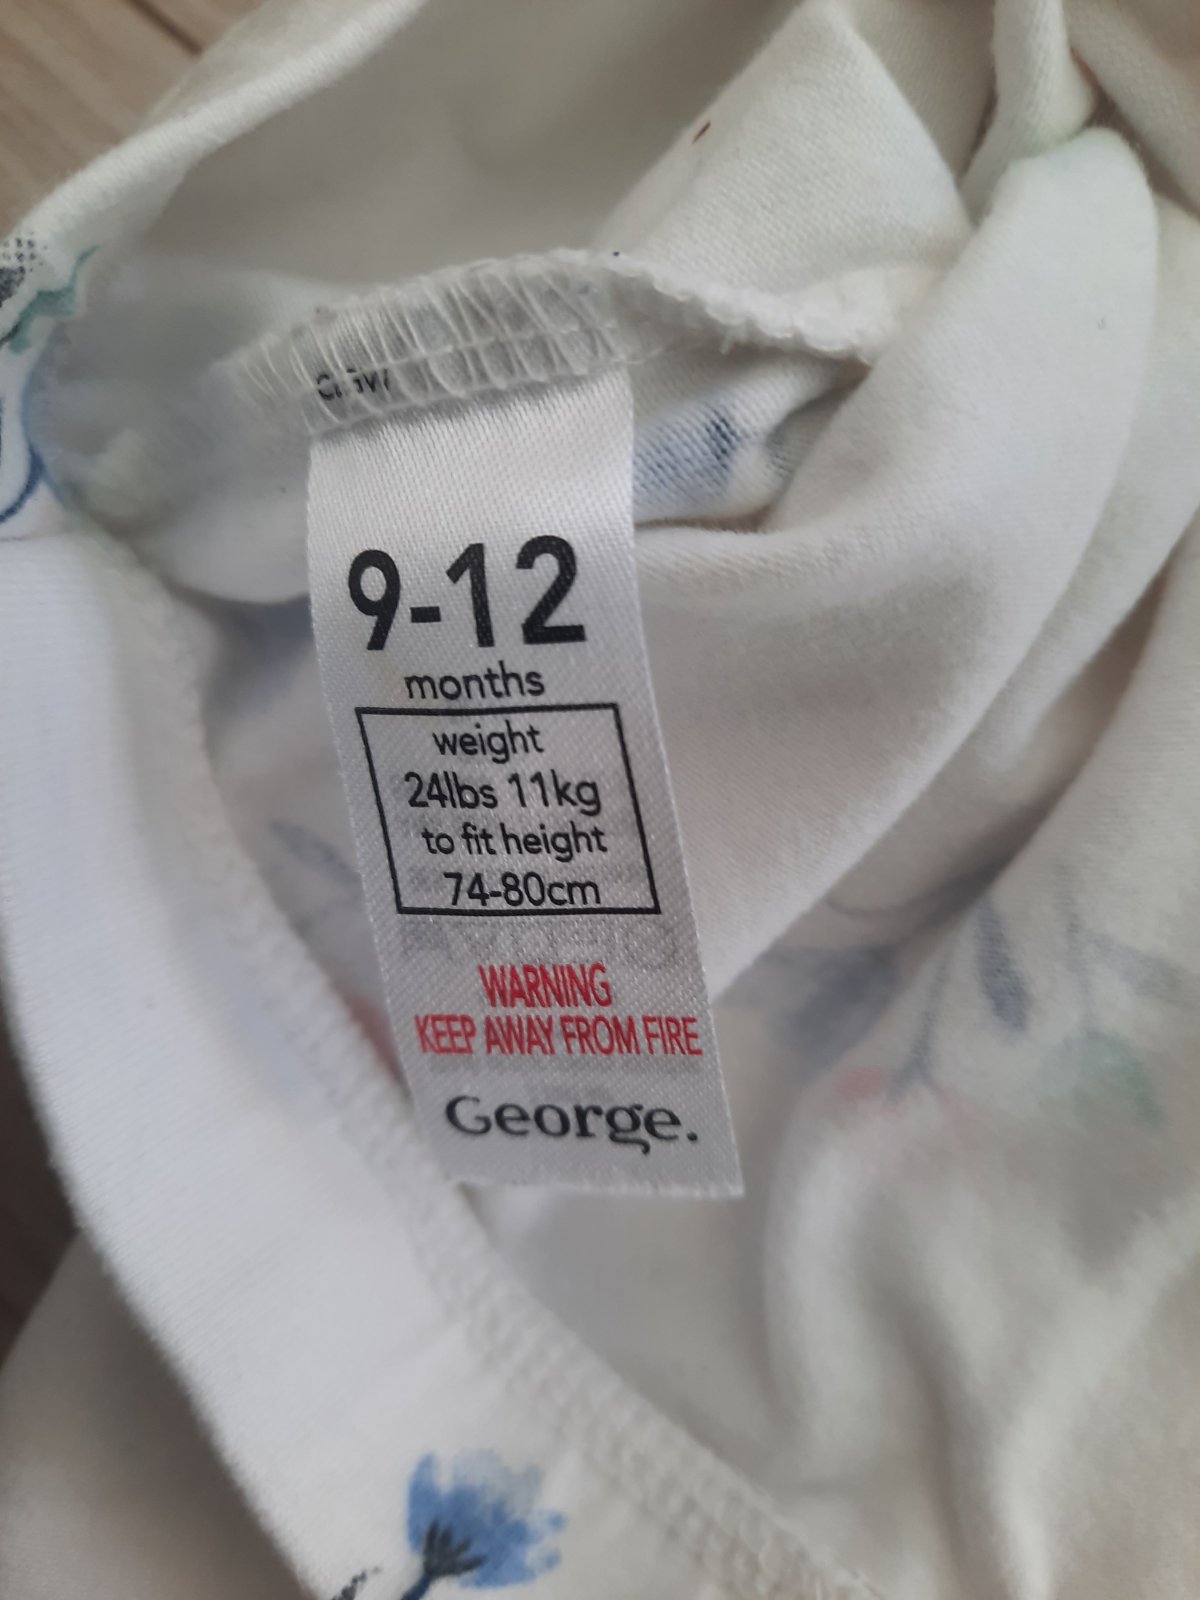 9-12
months
weight
24lbs 11kg
to fit height
74-80cm
WARNING
KEEP AWAY FROM FIRE
George.